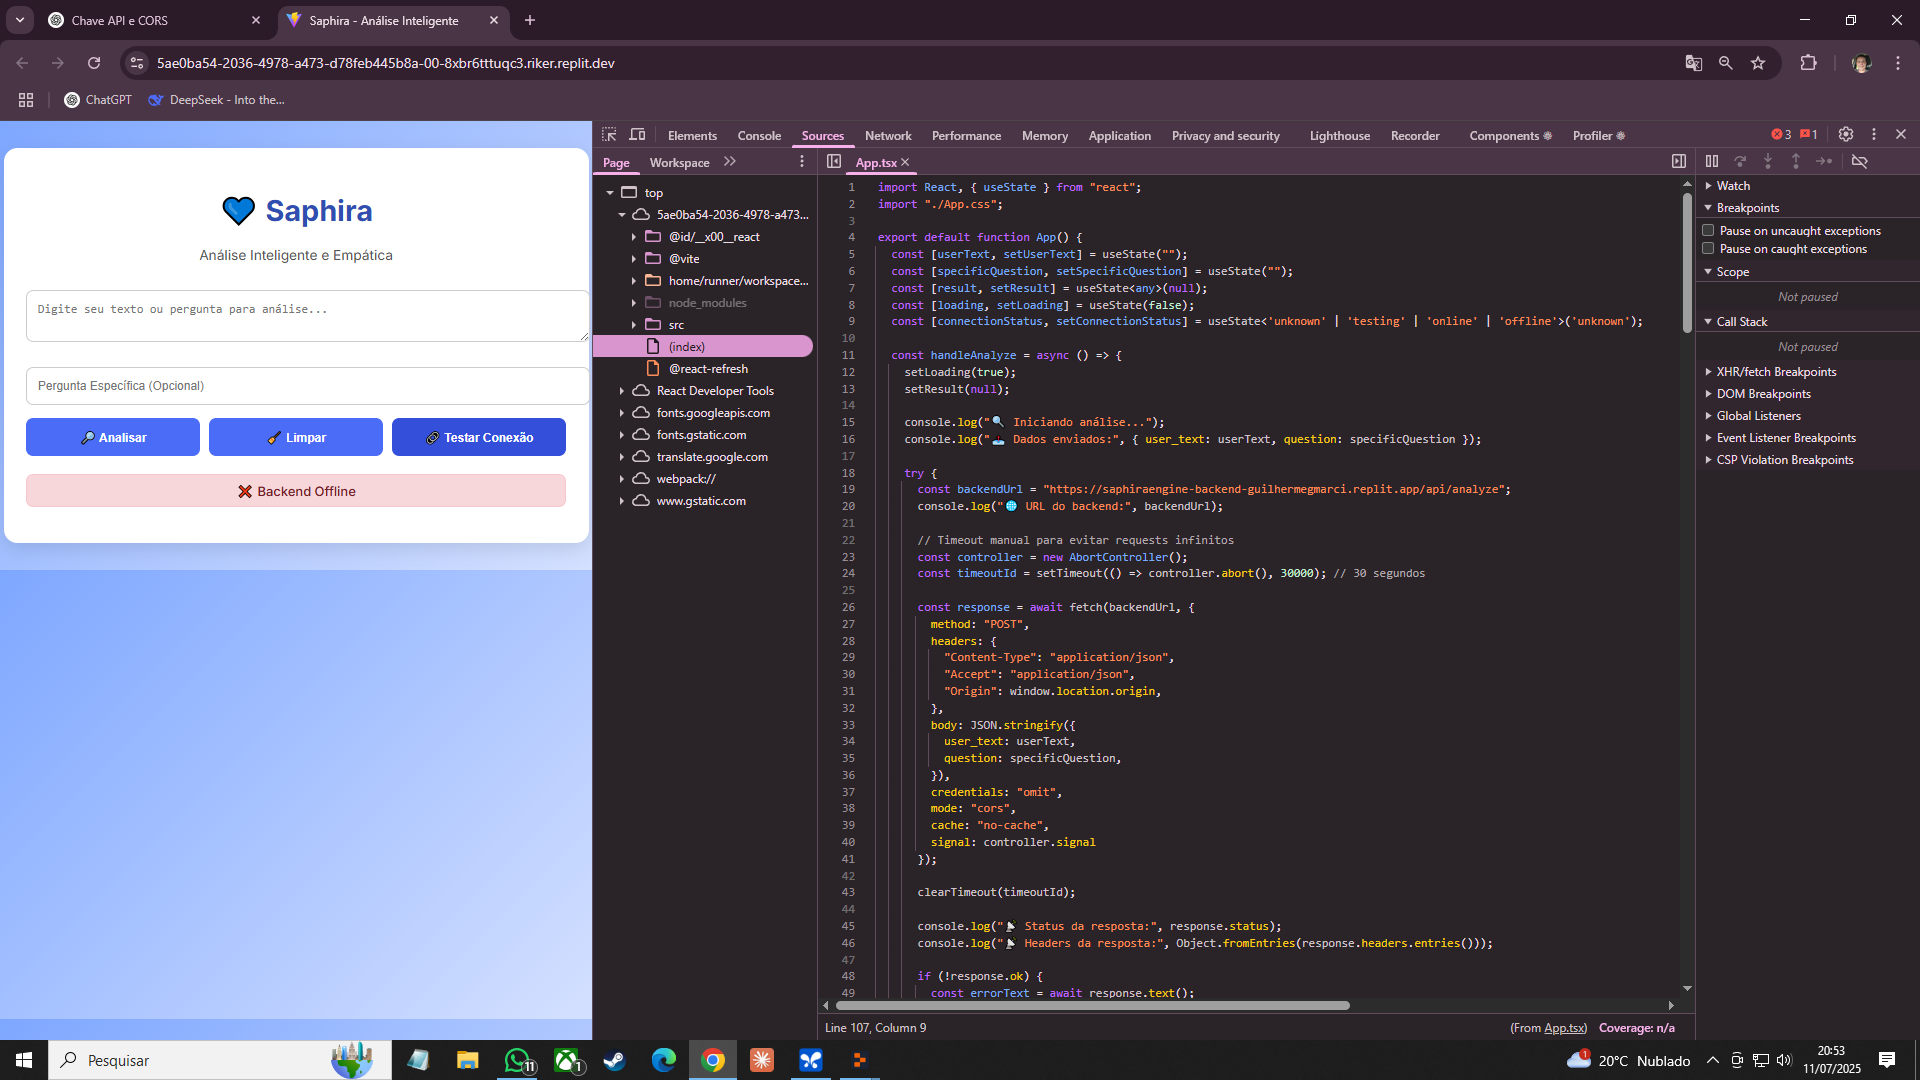 Chave API e CORS
Saphira - Análise Inteligente
5ae0ba54-2036-4978-a473-d78feb445b8a-00-8xbr6tttuqc3.riker.replit.dev
ChatGPT
DeepSeek - Into the...
Saphira
Análise Inteligente e Empática
Digite seu texto ou pergunta para análise...
Pergunta Específica (Opcional)
Analisar
Limpar
Testar Conexão
Backend Offline
Elements Console Sources Network Performance Memory Application Privacy and security Lighthouse Recorder Components Profiler 3 1
Page Workspace
top
5ae0ba54-2036-4978-a473...
@id/__x00__react
@vite
home/runner/workspace...
node_modules
src
(index)
@react-refresh
React Developer Tools
fonts.googleapis.com
fonts.gstatic.com
translate.google.com
webpack://
www.gstatic.com
App.tsx
1 import React, { useState } from "react";
2 import "./App.css";
3
4 export default function App() {
5 const [userText, setUserText] = useState("");
6 const [specificQuestion, setSpecificQuestion] = useState("");
7 const [result, setResult] = useState<any>(null);
8 const [loading, setLoading] = useState(false);
9 const [connectionStatus, setConnectionStatus] = useState<'unknown' | 'testing' | 'online' | 'offline'>('unknown');
10
11 const handleAnalyze = async () => {
12 setLoading(true);
13 setResult(null);
14
15 console.log("🔍 Iniciando análise...");
16 console.log("📤 Dados enviados:", { user_text: userText, question: specificQuestion });
17
18 try {
19 const backendUrl = "https://saphiraengine-backend-guilhermegmarci.replit.app/api/analyze";
20 console.log("🌐 URL do backend:", backendUrl);
21
22 // Timeout manual para evitar requests infinitos
23 const controller = new AbortController();
24 const timeoutId = setTimeout(() => controller.abort(), 30000); // 30 segundos
25
26 const response = await fetch(backendUrl, {
27 method: "POST",
28 headers: {
29 "Content-Type": "application/json",
30 "Accept": "application/json",
31 "Origin": window.location.origin,
32 },
33 body: JSON.stringify({
34 user_text: userText,
35 question: specificQuestion,
36 }),
37 credentials: "omit",
38 mode: "cors",
39 cache: "no-cache",
40 signal: controller.signal
41 });
42
43 clearTimeout(timeoutId);
44
45 console.log("📡 Status da resposta:", response.status);
46 console.log("📡 Headers da resposta:", Object.fromEntries(response.headers.entries()));
47
48 if (!response.ok) {
49 const errorText = await response.text();
Line 107, Column 9
(From App.tsx) Coverage: n/a
Watch
Breakpoints
Pause on uncaught exceptions
Pause on caught exceptions
Scope
Not paused
Call Stack
Not paused
XHR/fetch Breakpoints
DOM Breakpoints
Global Listeners
Event Listener Breakpoints
CSP Violation Breakpoints
Pesquisar
11
1
1
20°C Nublado
20:53
11/07/2025